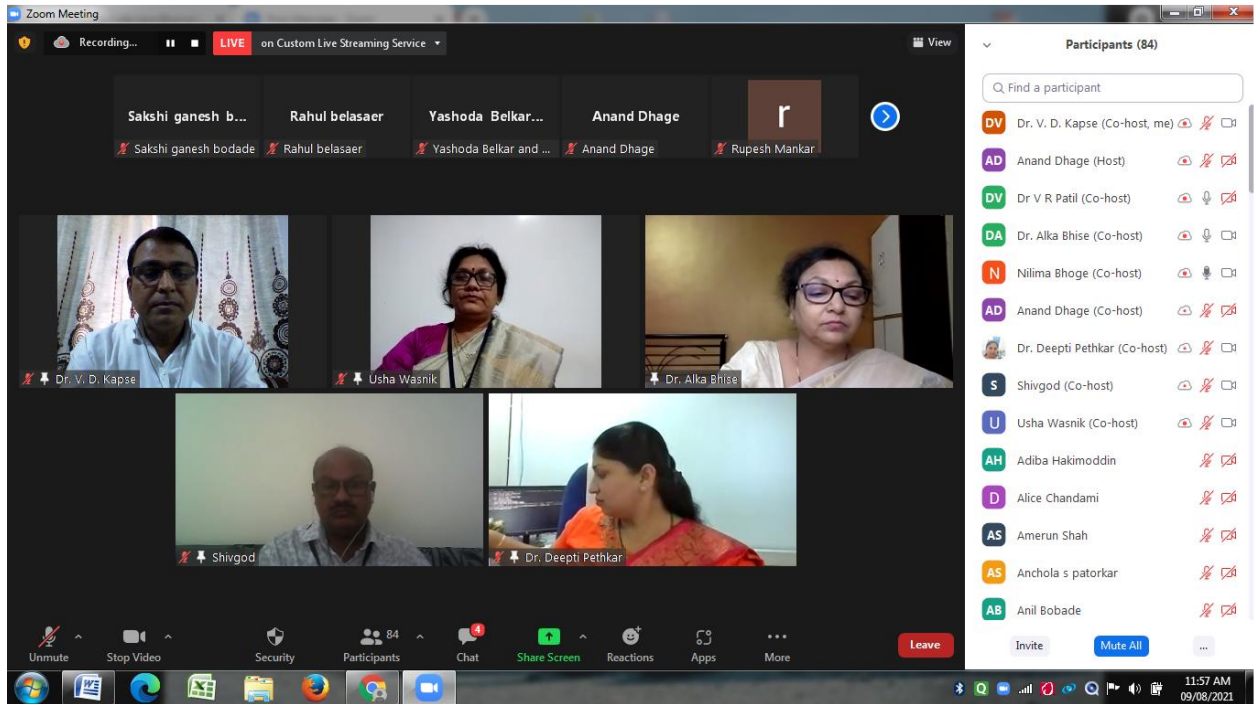 Zoom Meeting
Recording... LIVE on Custom Live Streaming Service View
Sakshi ganesh b... Rahul belasaer Yashoda Belkar... Anand Dhage r
Sakshi ganesh bodade Rahul belasaer Yashoda Belkar and ... Anand Dhage Rupesh Mankar
Dr. V. D. Kapse Usha Wasnik Dr. Alka Bhise
Shivgod Dr. Deepti Pethkar
Unmute Stop Video Security 84 Participants 4 Chat Share Screen Reactions Apps More Leave
Participants (84)
Find a participant
DV Dr. V. D. Kapse (Co-host, me)
AD Anand Dhage (Host)
DV Dr V R Patil (Co-host)
DA Dr. Alka Bhise (Co-host)
N Nilima Bhoge (Co-host)
AD Anand Dhage (Co-host)
Dr. Deepti Pethkar (Co-host)
S Shivgod (Co-host)
U Usha Wasnik (Co-host)
AH Adiba Hakimoddin
D Alice Chandami
AS Amerun Shah
AS Anchola s patorkar
AB Anil Bobade
Invite Mute All ...
11:57 AM
09/08/2021